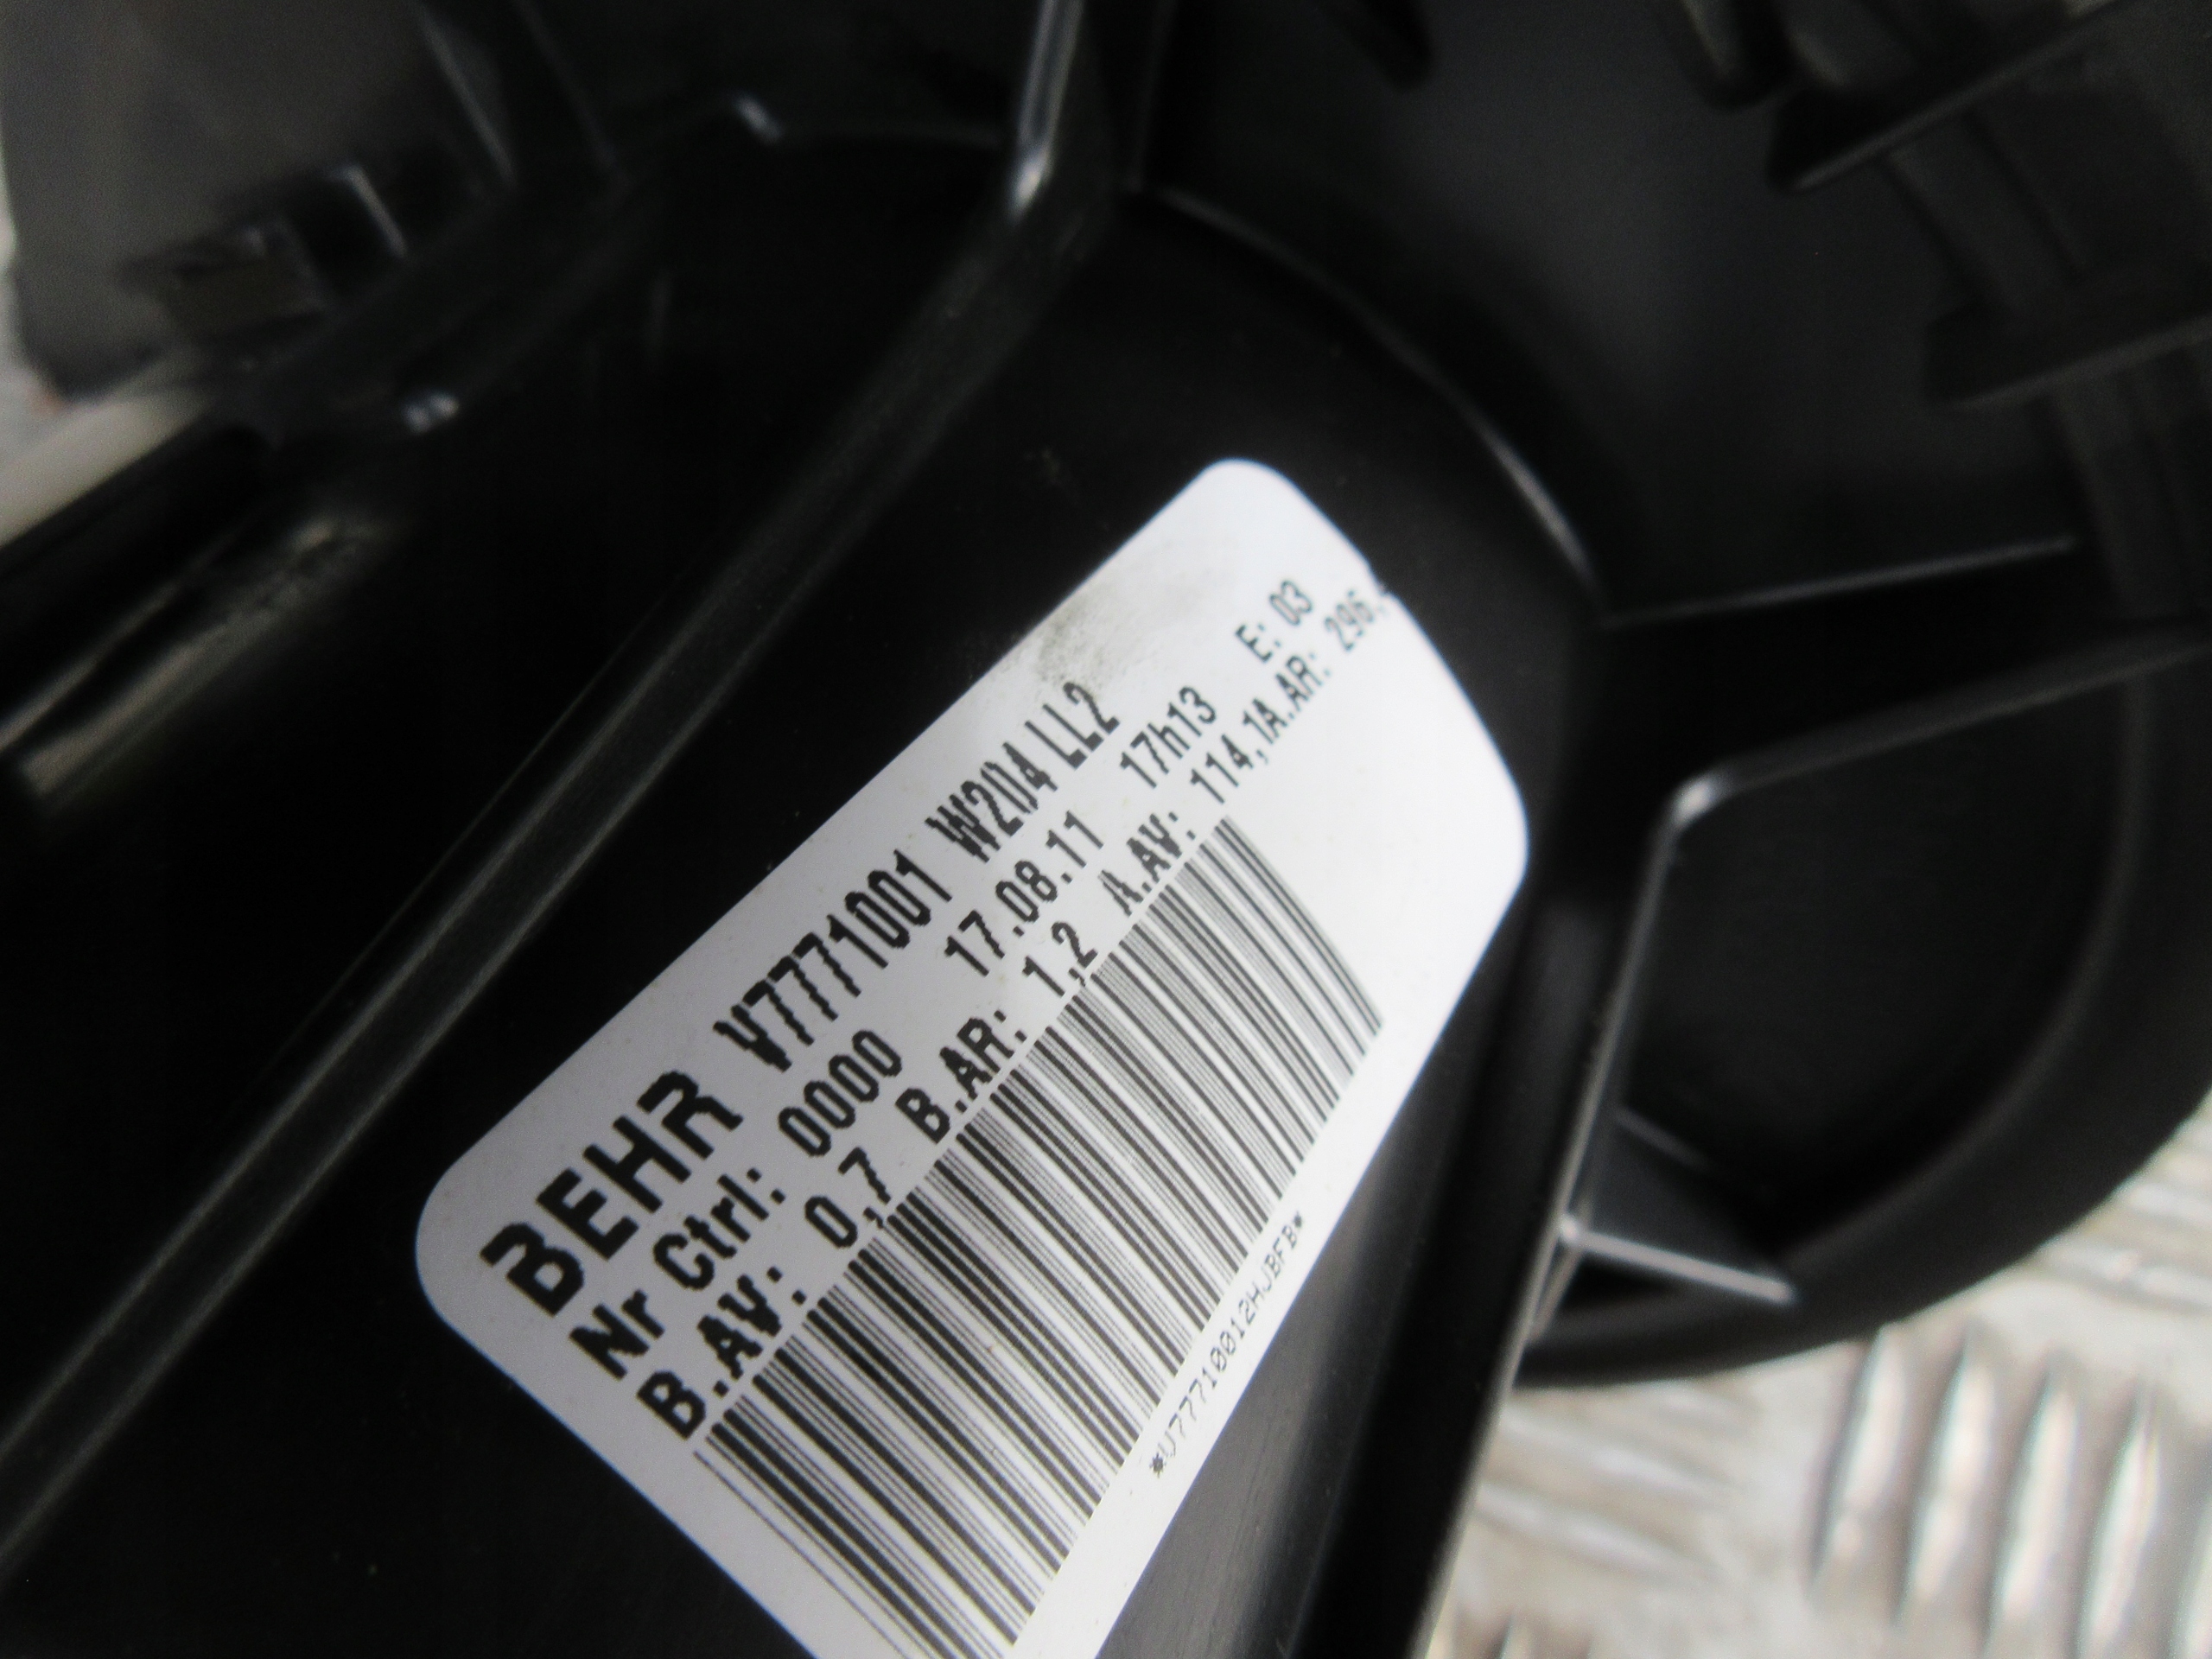 BEHR V7771001 W204 LL2
Nr Ctrl: 0000 17.08.11 17h13 E: 03
B.AV: 0,7 B.AR: 1,2 A.AV: 114,1A.AR: 296,
*V77710012HJBFB*